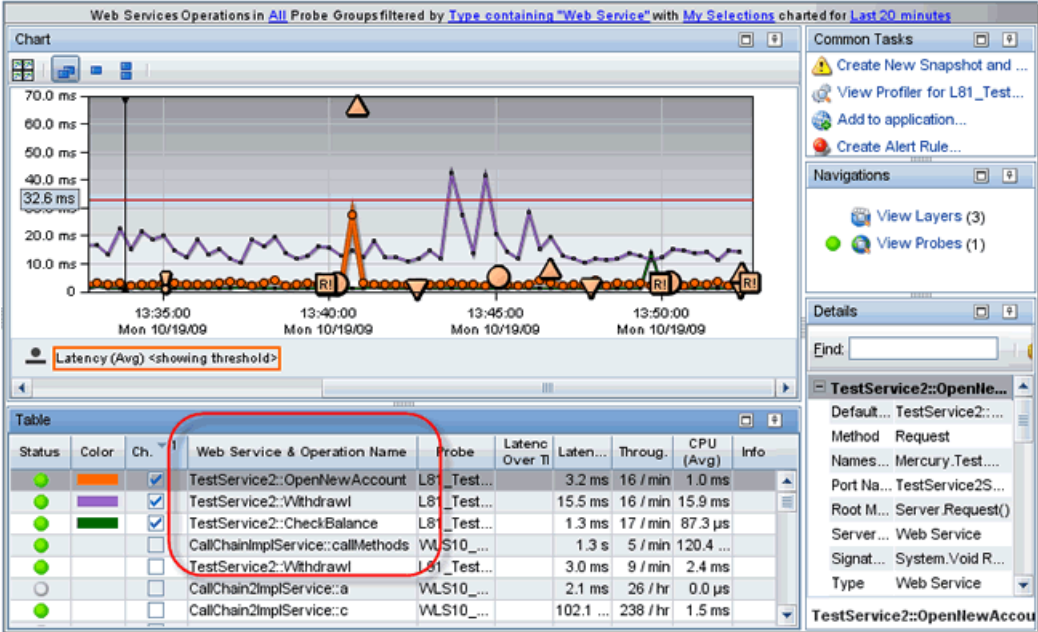 Web Services Operations in All Probe Groups filtered by Type containing "Web Service" with My Selections charted for Last 20 minutes
Chart
70.0 ms
60.0 ms
50.0 ms
40.0 ms
32.6 ms
20.0 ms
10.0 ms
0
R!
R!
R!
13:35:00 13:40:00 13:45:00 13:50:00
Mon 10/19/09 Mon 10/19/09 Mon 10/19/09 Mon 10/19/09
Latency (Avg) <showing threshold>
Table
Status Color Ch. 1 Web Service & Operation Name Probe Latenc Over Ti Laten... Throug. CPU (Avg) Info
TestService2::OpenNewAccount L81_Test... 3.2 ms 16 / min 1.0 ms
TestService2::Withdrawl L81_Test... 15.5 ms 16 / min 15.9 ms
TestService2::CheckBalance L81_Test... 1.3 ms 17 / min 87.3 µs
CallChainImplService::callMethods WLS10_... 1.3 s 5 / min 120.4 ...
TestService2::Withdrawl L81_Test... 3.0 ms 9 / min 2.4 ms
CallChain2ImplService::a WLS10_... 2.1 ms 26 / hr 0.0 µs
CallChain2ImplService::c WLS10_... 102.1 ... 238 / hr 1.5 ms
Common Tasks
Create New Snapshot and ...
View Profiler for L81_Test...
Add to application...
Create Alert Rule...
Navigations
View Layers (3)
View Probes (1)
Details
Find:
TestService2::OpenNe...
Default... TestService2::...
Method Request
Names... Mercury.Test....
Port Na... TestService2S...
Root M... Server.Request()
Server... Web Service
Signat... System.Void R...
Type Web Service
TestService2::OpenNewAccou